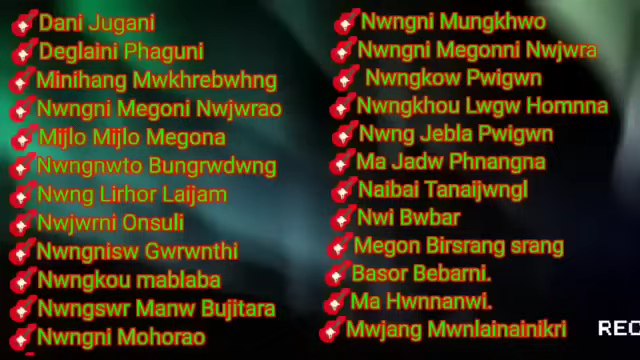 Dani Jugani
Deglaini Phaguni
Minihang Mwkhrebwhng
Nwngni Megoni Nwjwrao
Mijlo Mijlo Megona
Nwngnwto Bungrwdwng
Nwng Lirhor Laijam
Nwjwrni Onsuli
Nwngnisw Gwrwnthi
Nwngkou mablaba
Nwngswr Manw Bujitara
Nwngni Mohorao
Nwngni Mungkhwo
Nwngni Megonni Nwjwra
Nwngkow Pwigwn
Nwngkhou Lwgw Homnna
Nwng Jebla Pwigwn
Ma Jadw Phnangna
Naibai Tanaijwngl
Nwi Bwbar
Megon Birsrang srang
Basor Bebarni.
Ma Hwnnanwi.
Mwjang Mwnlainainikri
REC